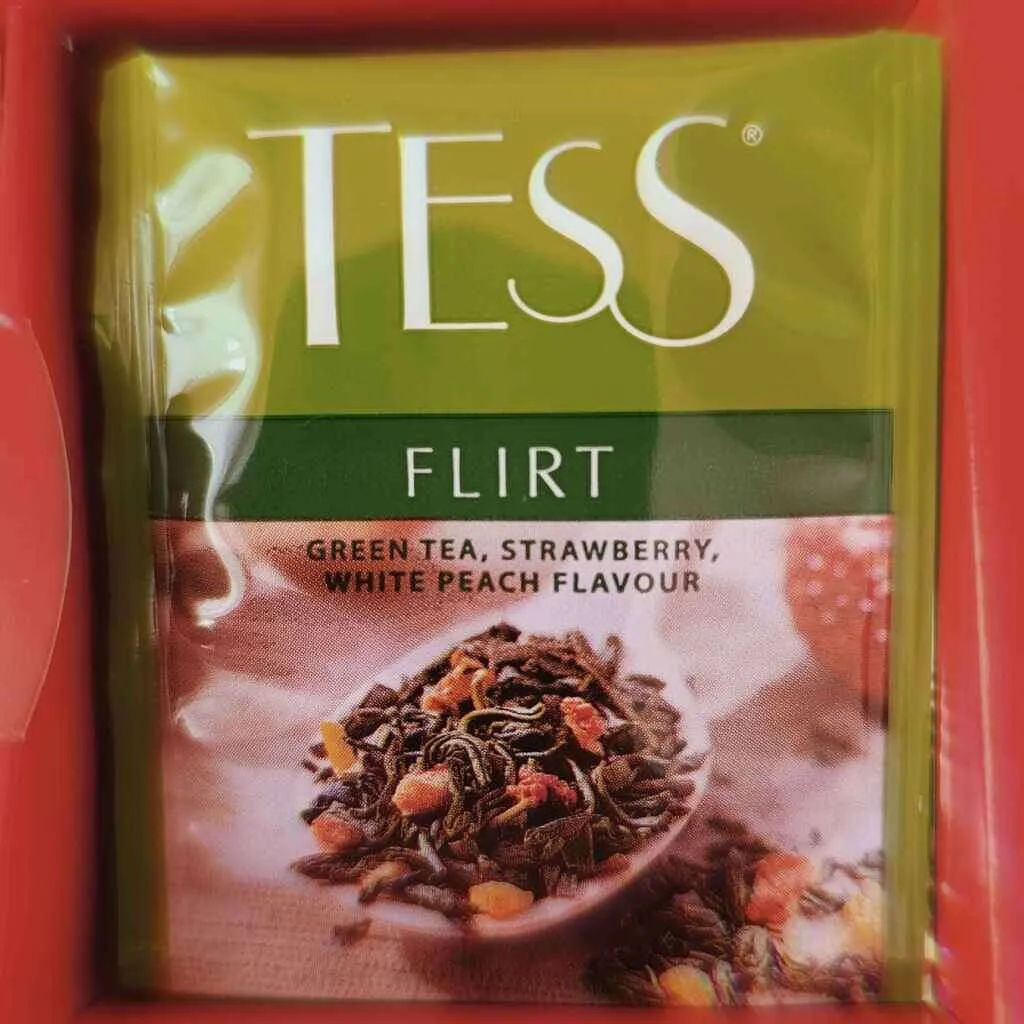 TESS®
FLIRT
GREEN TEA, STRAWBERRY,
WHITE PEACH FLAVOUR